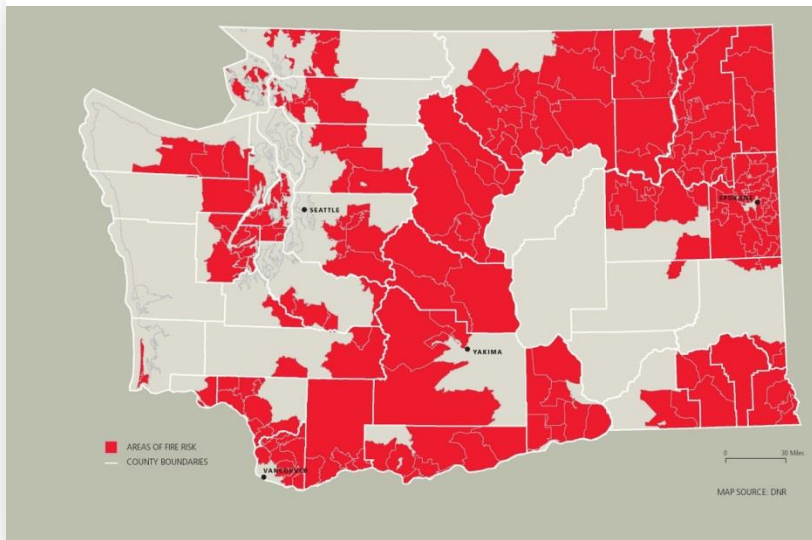 SEATTLE
SPOKANE
YAKIMA
AREAS OF FIRE RISK
COUNTY BOUNDARIES
VANCOUVER
0 30 Miles
MAP SOURCE: DNR